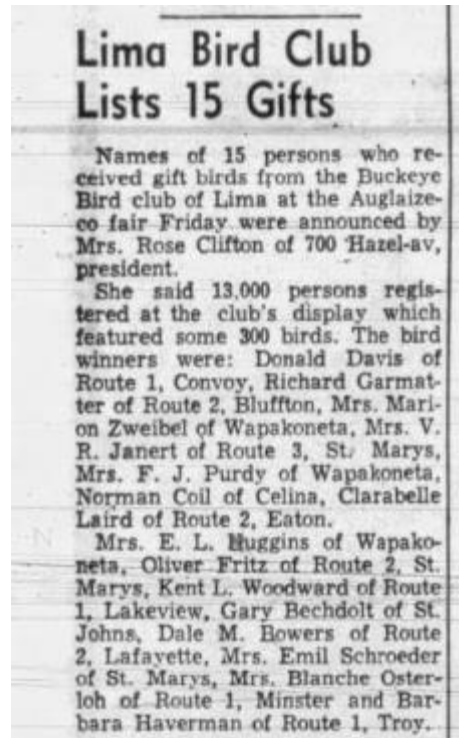 Lima Bird Club
Lists 15 Gifts
Names of 15 persons who re-
ceived gift birds from the Buckeye
Bird club of Lima at the Auglaize-
co fair Friday were announced by
Mrs. Rose Clifton of 700 Hazel-av,
president.
She said 13,000 persons regis-
tered at the club's display which
featured some 300 birds. The bird
winners were: Donald Davis of
Route 1, Convoy, Richard Garmat-
ter of Route 2, Bluffton, Mrs. Mari-
on Zweibel of Wapakoneta, Mrs. V.
R. Janert of Route 3, St. Marys,
Mrs. F. J. Purdy of Wapakoneta,
Norman Coil of Celina, Clarabelle
Laird of Route 2, Eaton.
Mrs. E. L. Huggins of Wapako-
neta, Oliver Fritz of Route 2, St.
Marys, Kent L. Woodward of Route
1, Lakeview, Gary Bechdolt of St.
Johns, Dale M. Bowers of Route
2, Lafayette, Mrs. Emil Schroeder
of St. Marys, Mrs. Blanche Oster-
loh of Route 1, Minster and Bar-
bara Haverman of Route 1, Troy.